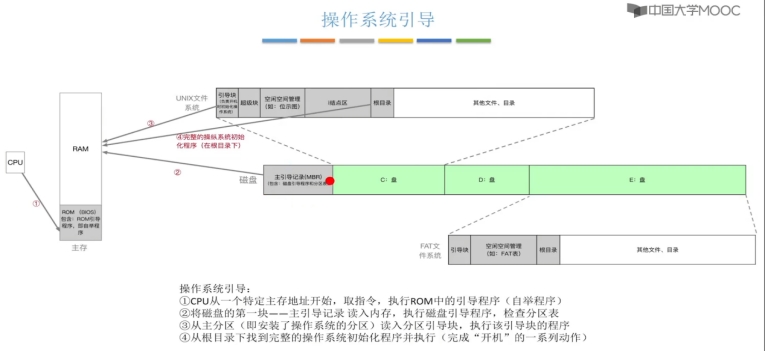 操作系统引导
中国大学MOOC
UNIX文件
系统
引导块
(负责开机
时初始化操
作系统)
超级块
空闲空间管理
(如：位示图)
i结点区
根目录
其他文件、目录
③
④完整的操纵系统初始
化程序（在根目录下）
RAM
CPU
②
磁盘
主引导记录(MBR)
(包含：磁盘引导程序和分区表)
C：盘
D：盘
E：盘
①
ROM （BIOS）
包含：ROM引导
程序，即自举程
序
主存
FAT文
件系统
引导块
空闲空间管理
(如：FAT表)
根目录
其他文件、目录
操作系统引导：
①CPU从一个特定主存地址开始，取指令，执行ROM中的引导程序（自举程序）
②将磁盘的第一块——主引导记录 读入内存，执行磁盘引导程序，检查分区表
③从主分区（即安装了操作系统的分区）读入分区引导块，执行该引导块的程序
④从根目录下找到完整的操作系统初始化程序并执行（完成“开机”的一系列动作）